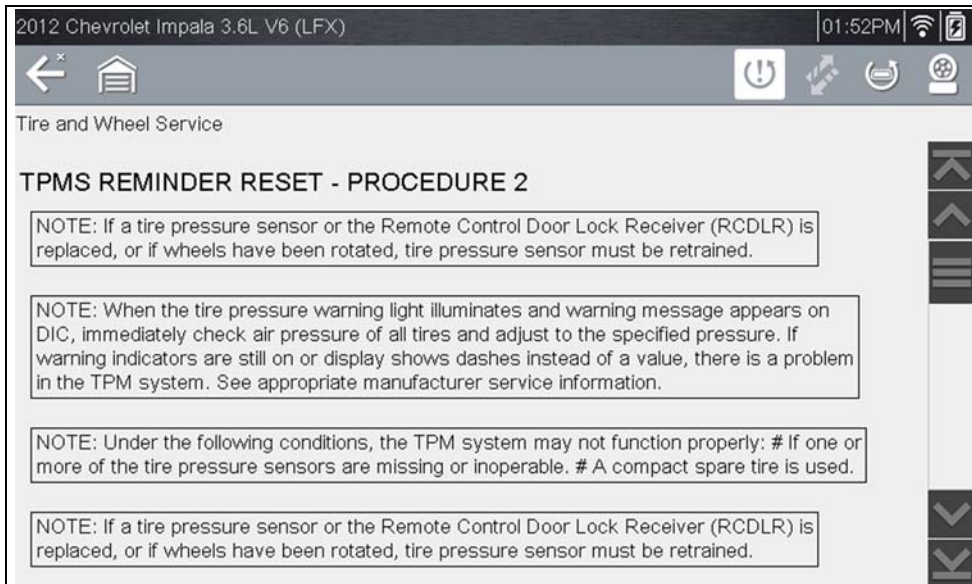 2012 Chevrolet Impala 3.6L V6 (LFX)
01:52PM
Tire and Wheel Service
TPMS REMINDER RESET - PROCEDURE 2
NOTE: If a tire pressure sensor or the Remote Control Door Lock Receiver (RCDLR) is
replaced, or if wheels have been rotated, tire pressure sensor must be retrained.
NOTE: When the tire pressure warning light illuminates and warning message appears on
DIC, immediately check air pressure of all tires and adjust to the specified pressure. If
warning indicators are still on or display shows dashes instead of a value, there is a problem
in the TPM system. See appropriate manufacturer service information.
NOTE: Under the following conditions, the TPM system may not function properly: # If one or
more of the tire pressure sensors are missing or inoperable. # A compact spare tire is used.
NOTE: If a tire pressure sensor or the Remote Control Door Lock Receiver (RCDLR) is
replaced, or if wheels have been rotated, tire pressure sensor must be retrained.